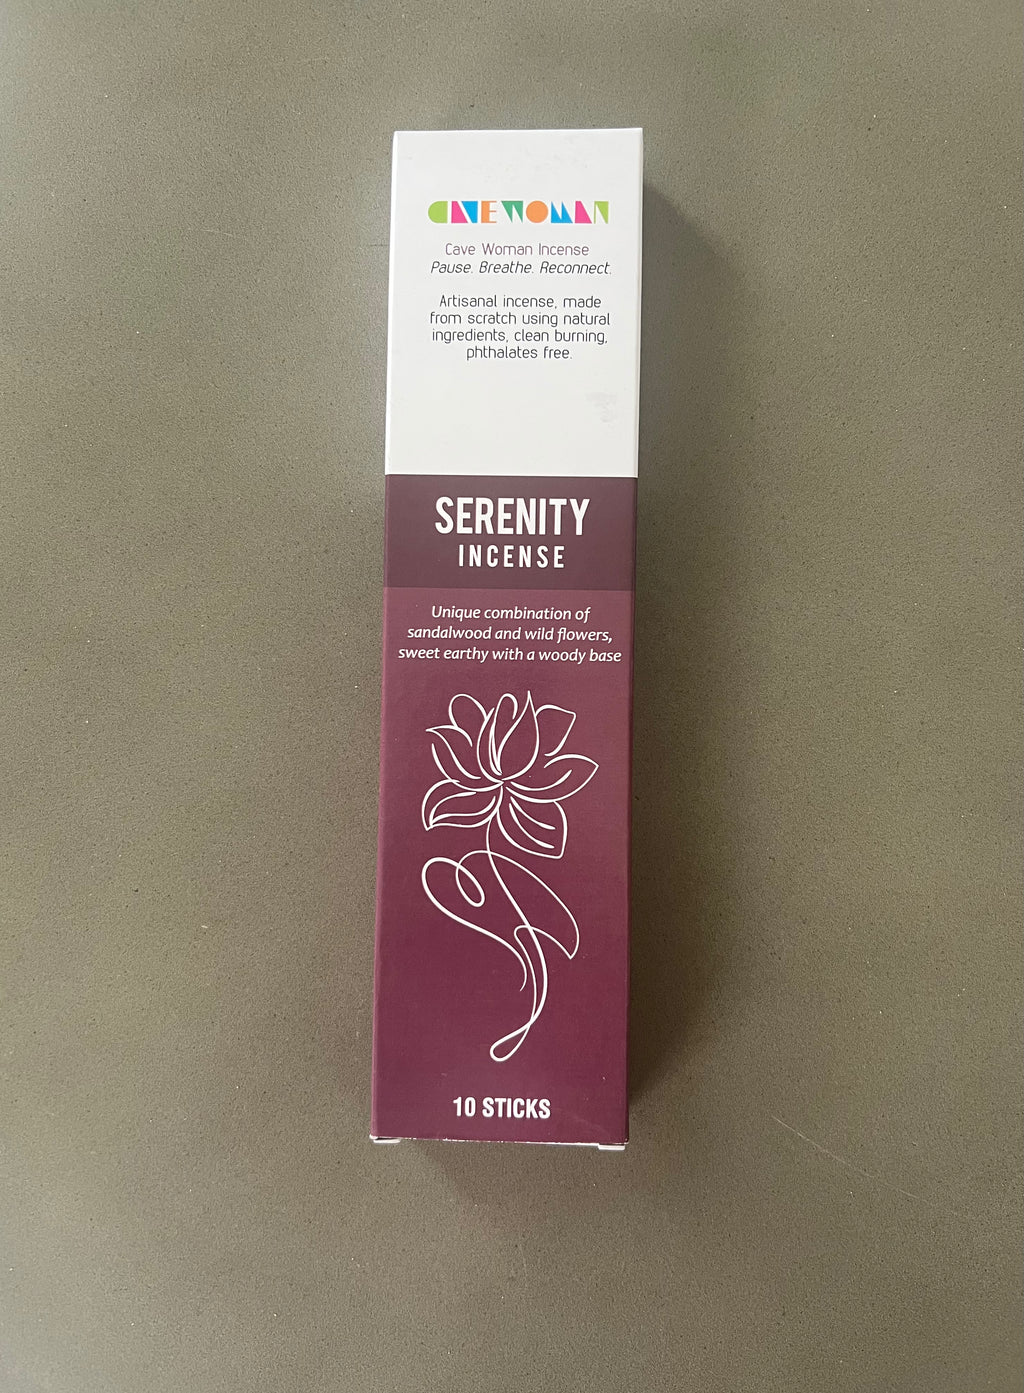 CAVE WOMAN
Cave Woman Incense
Pause. Breathe. Reconnect.
Artisanal incense, made
from scratch using natural
ingredients, clean burning,
phthalates free.
SERENITY
INCENSE
Unique combination of
sandalwood and wild flowers,
sweet earthy with a woody base
10 STICKS